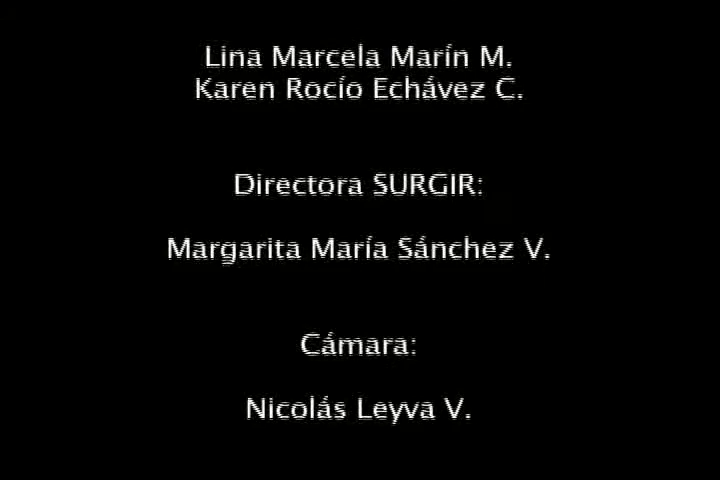 Lina Marcela Marín M.
Karen Rocío Echávez C.
Directora SURGIR:
Margarita María Sánchez V.
Cámara:
Nicolás Leyva V.